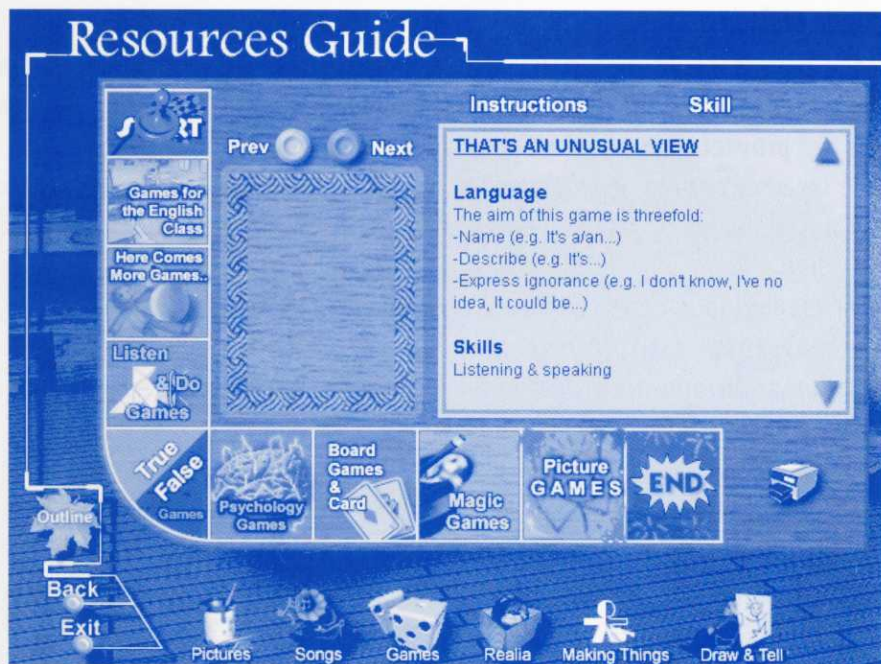 Resources Guide
Instructions
Skill
START
Prev
Next
Games for
the English
Class
Here Comes
More Games..
Listen
& Do
Games
True
False
Games
Psychology
Games
Board
Games
&
Card
Magic
Games
Picture
GAMES
END
THAT'S AN UNUSUAL VIEW
Language
The aim of this game is threefold:
-Name (e.g. It's a/an...)
-Describe (e.g. It's...)
-Express ignorance (e.g. I don't know, I've no
idea, It could be...)
Skills
Listening & speaking
Outline
Back
Exit
Pictures
Songs
Games
Realia
Making Things
Draw & Tell